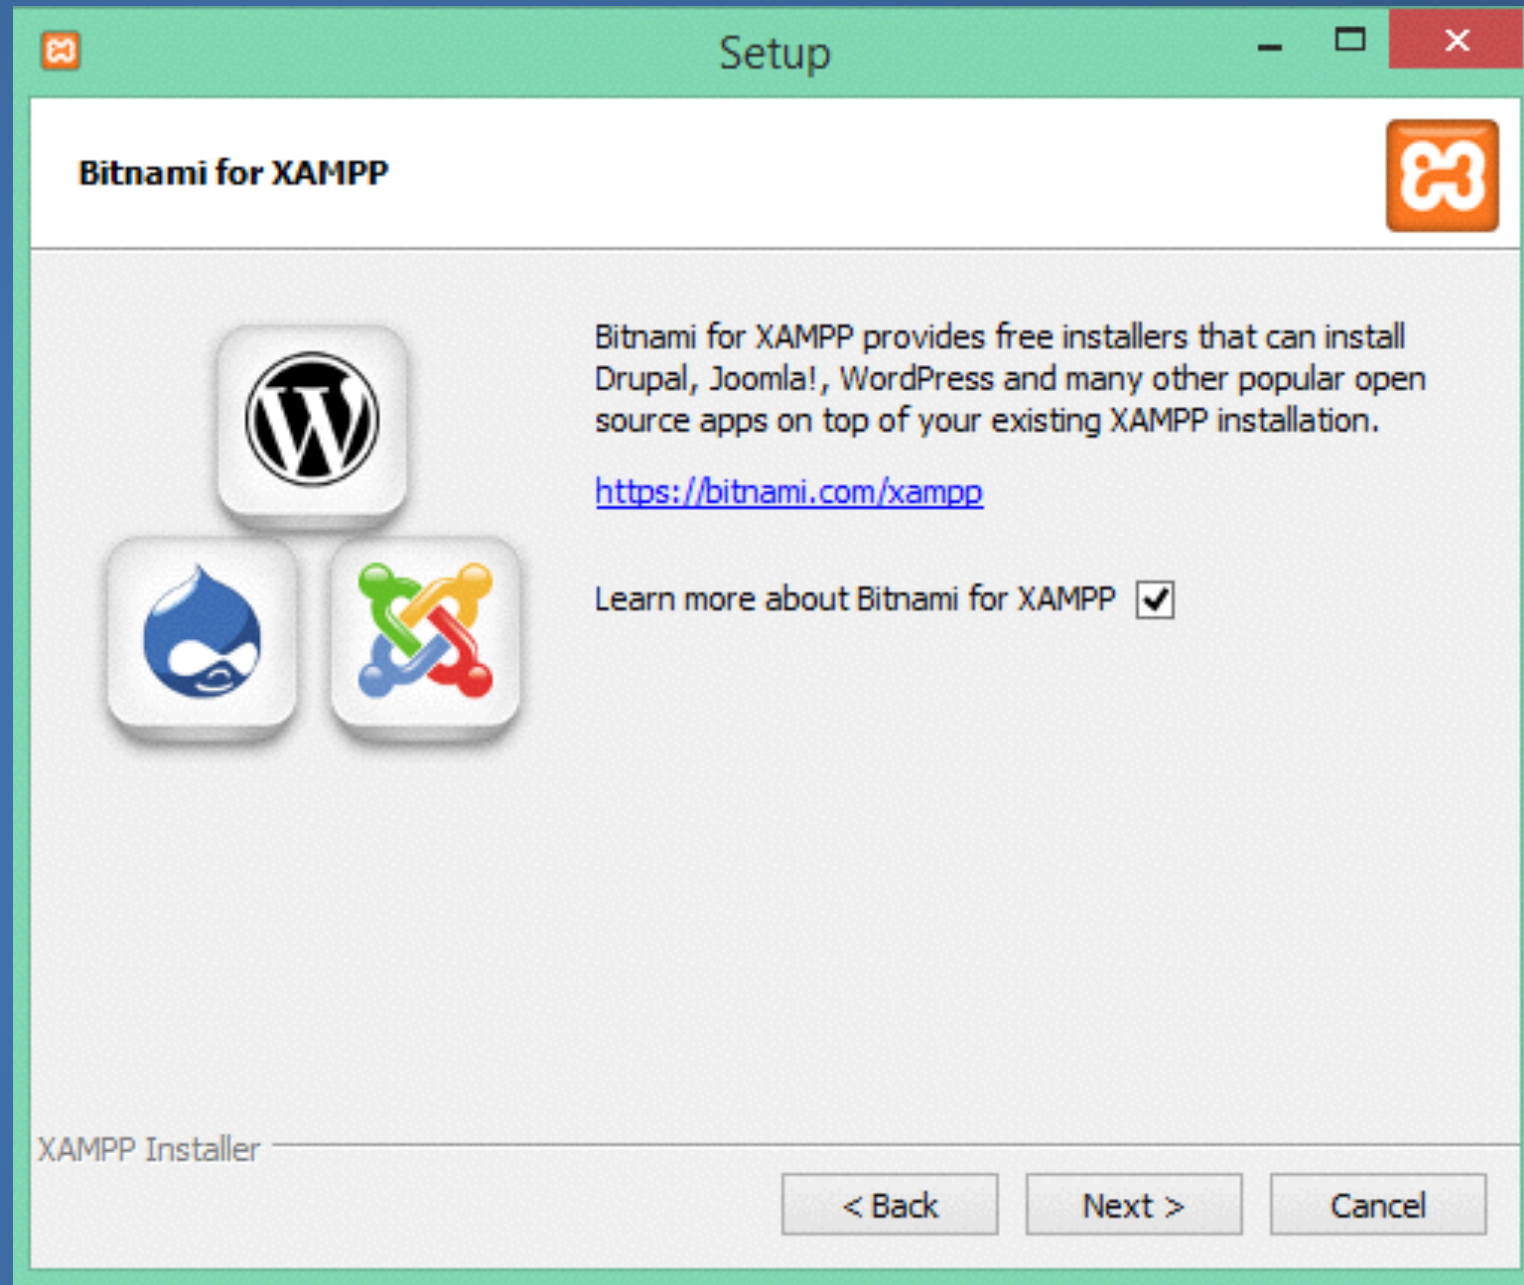 Setup
Bitnami for XAMPP
Bitnami for XAMPP provides free installers that can install
Drupal, Joomla!, WordPress and many other popular open
source apps on top of your existing XAMPP installation.
https://bitnami.com/xampp
Learn more about Bitnami for XAMPP
XAMPP Installer
< Back
Next >
Cancel